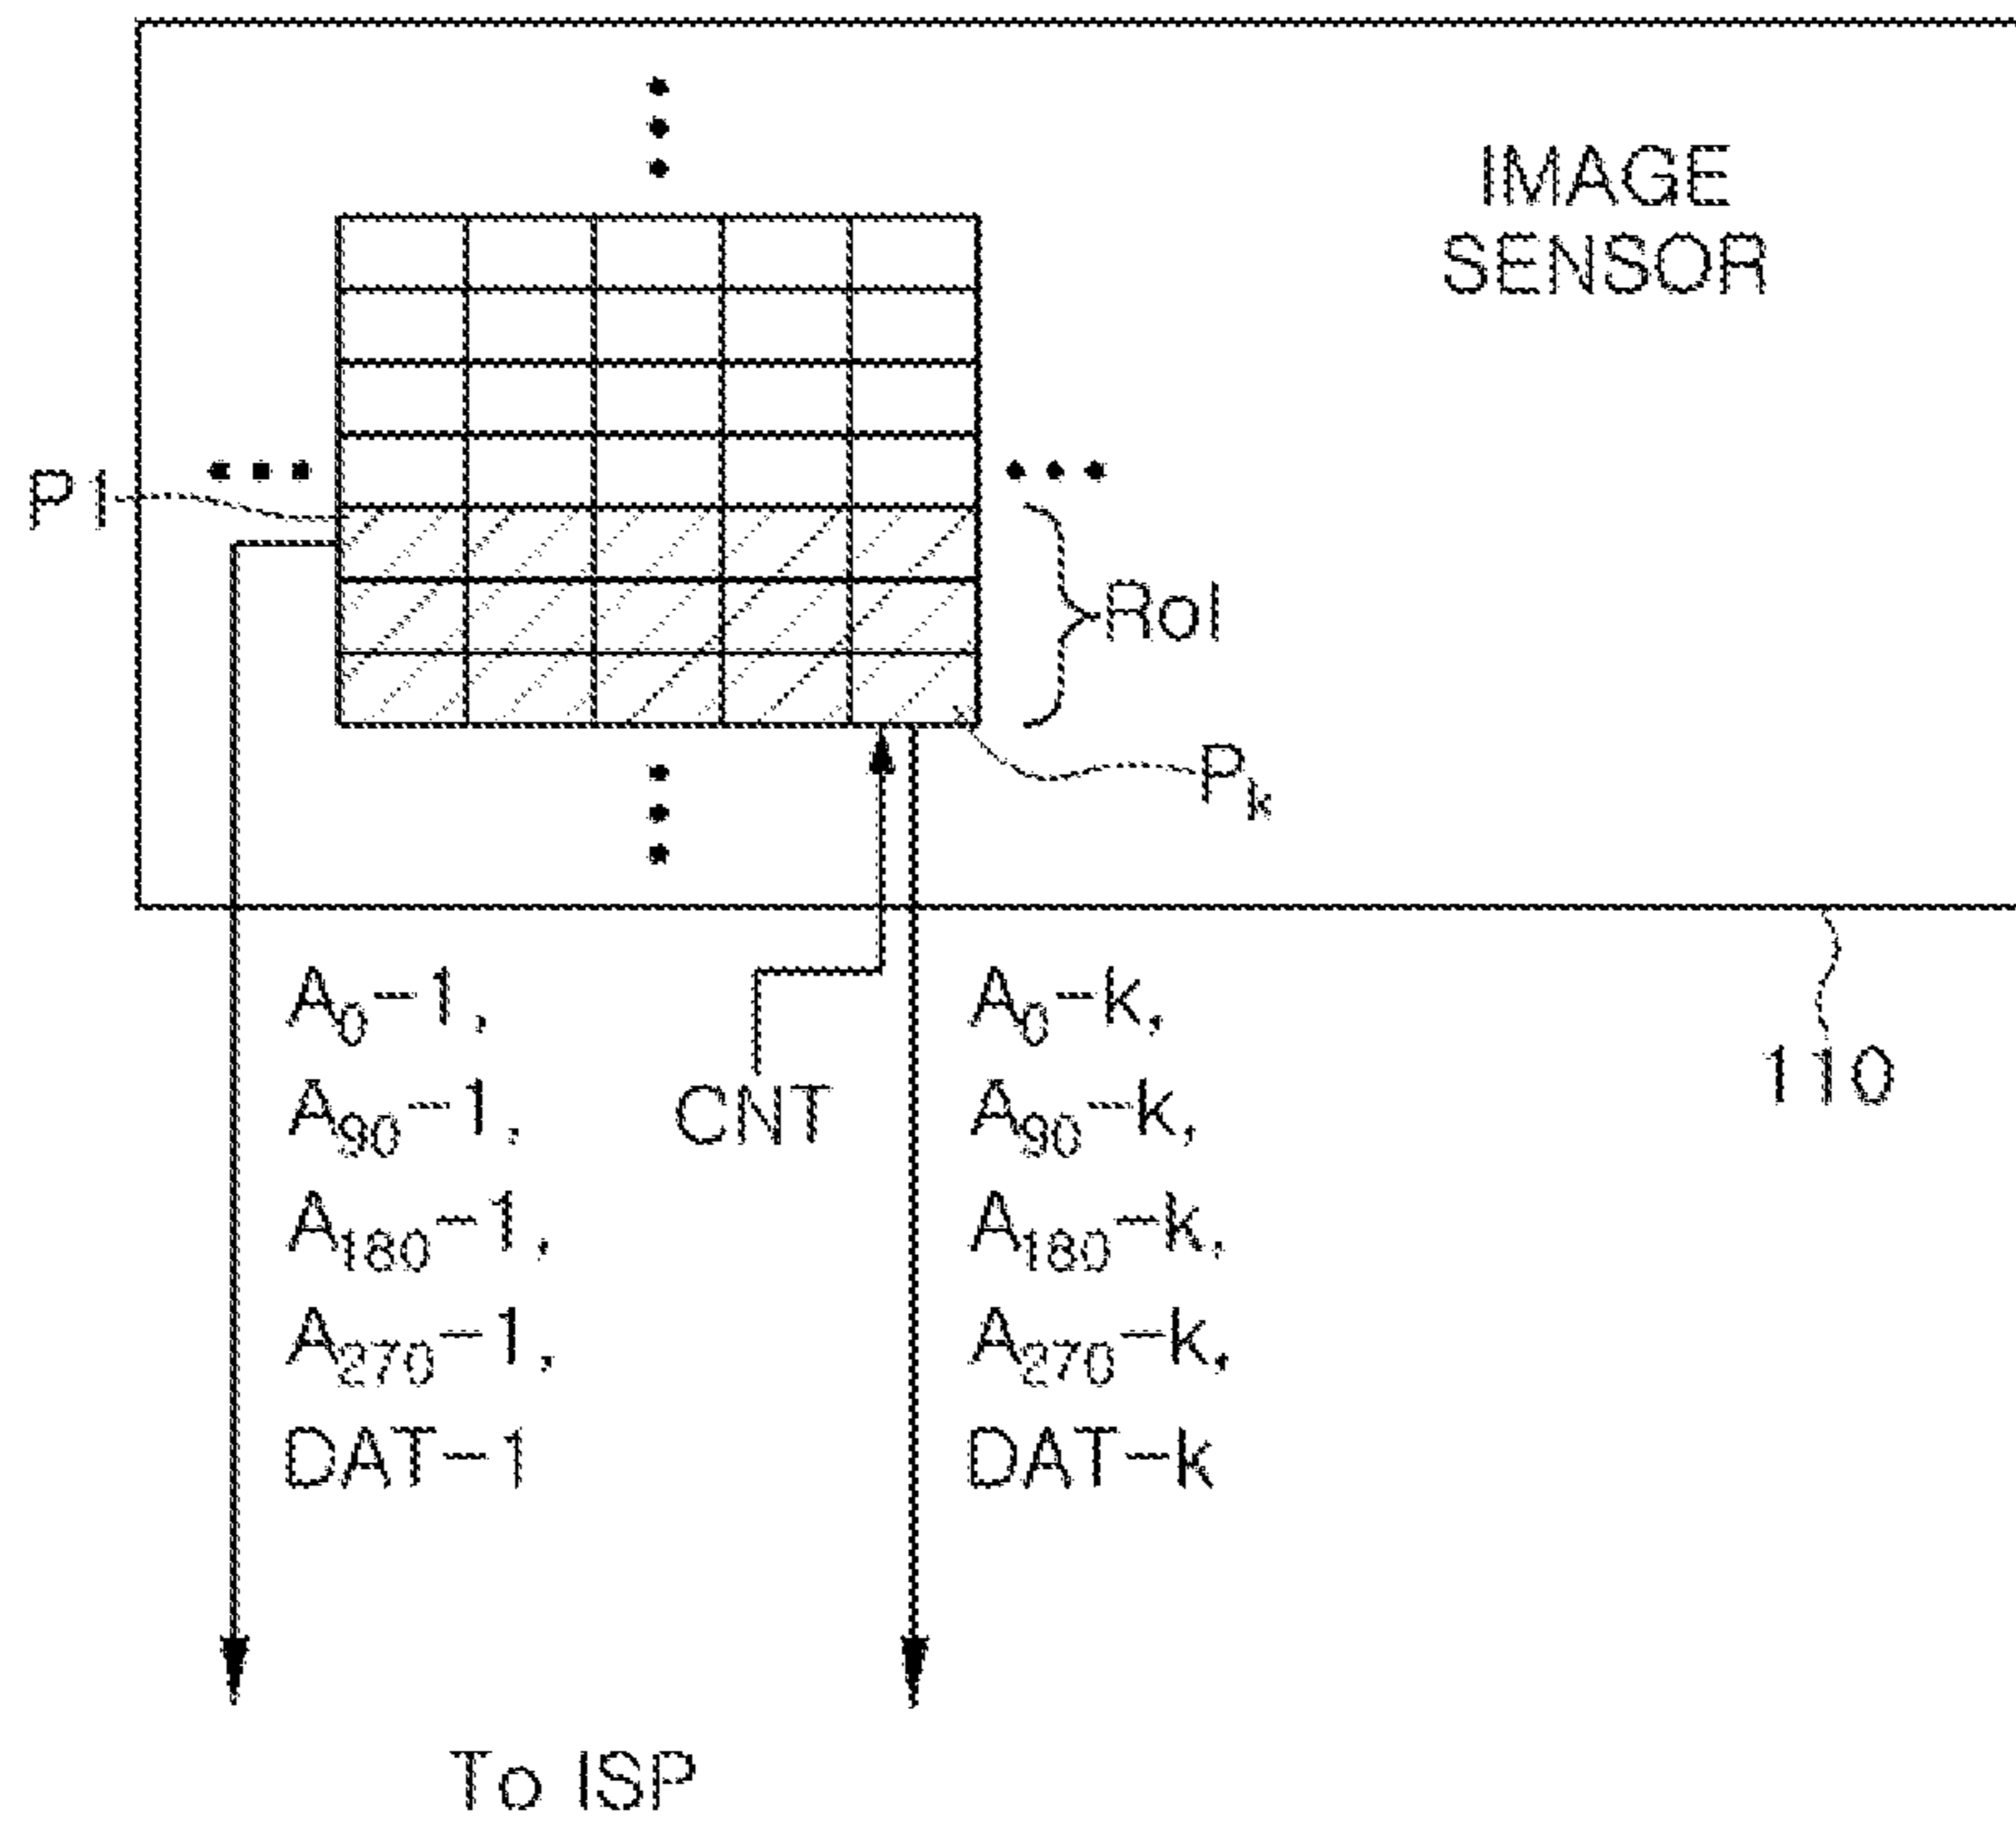 IMAGE
SENSOR
P1
RoI
Pk
A0-1,
A90-1,
A180-1,
A270-1,
DAT-1
CNT
A0-k,
A90-k,
A180-k,
A270-k,
DAT-k
110
To ISP